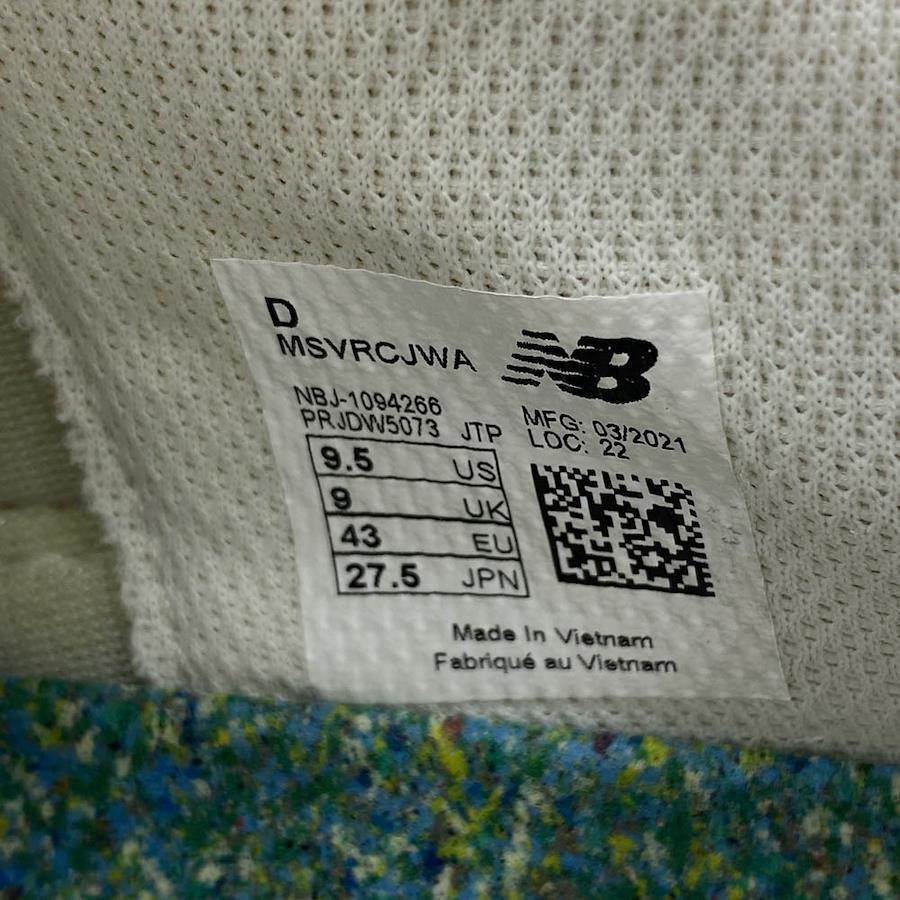 D
MSVRCJWA
NB
NBJ-1094266
PRJDW5073 JTP
MFG: 03/2021
LOC: 22
9.5 US
9 UK
43 EU
27.5 JPN
Made In Vietnam
Fabriqué au Vietnam